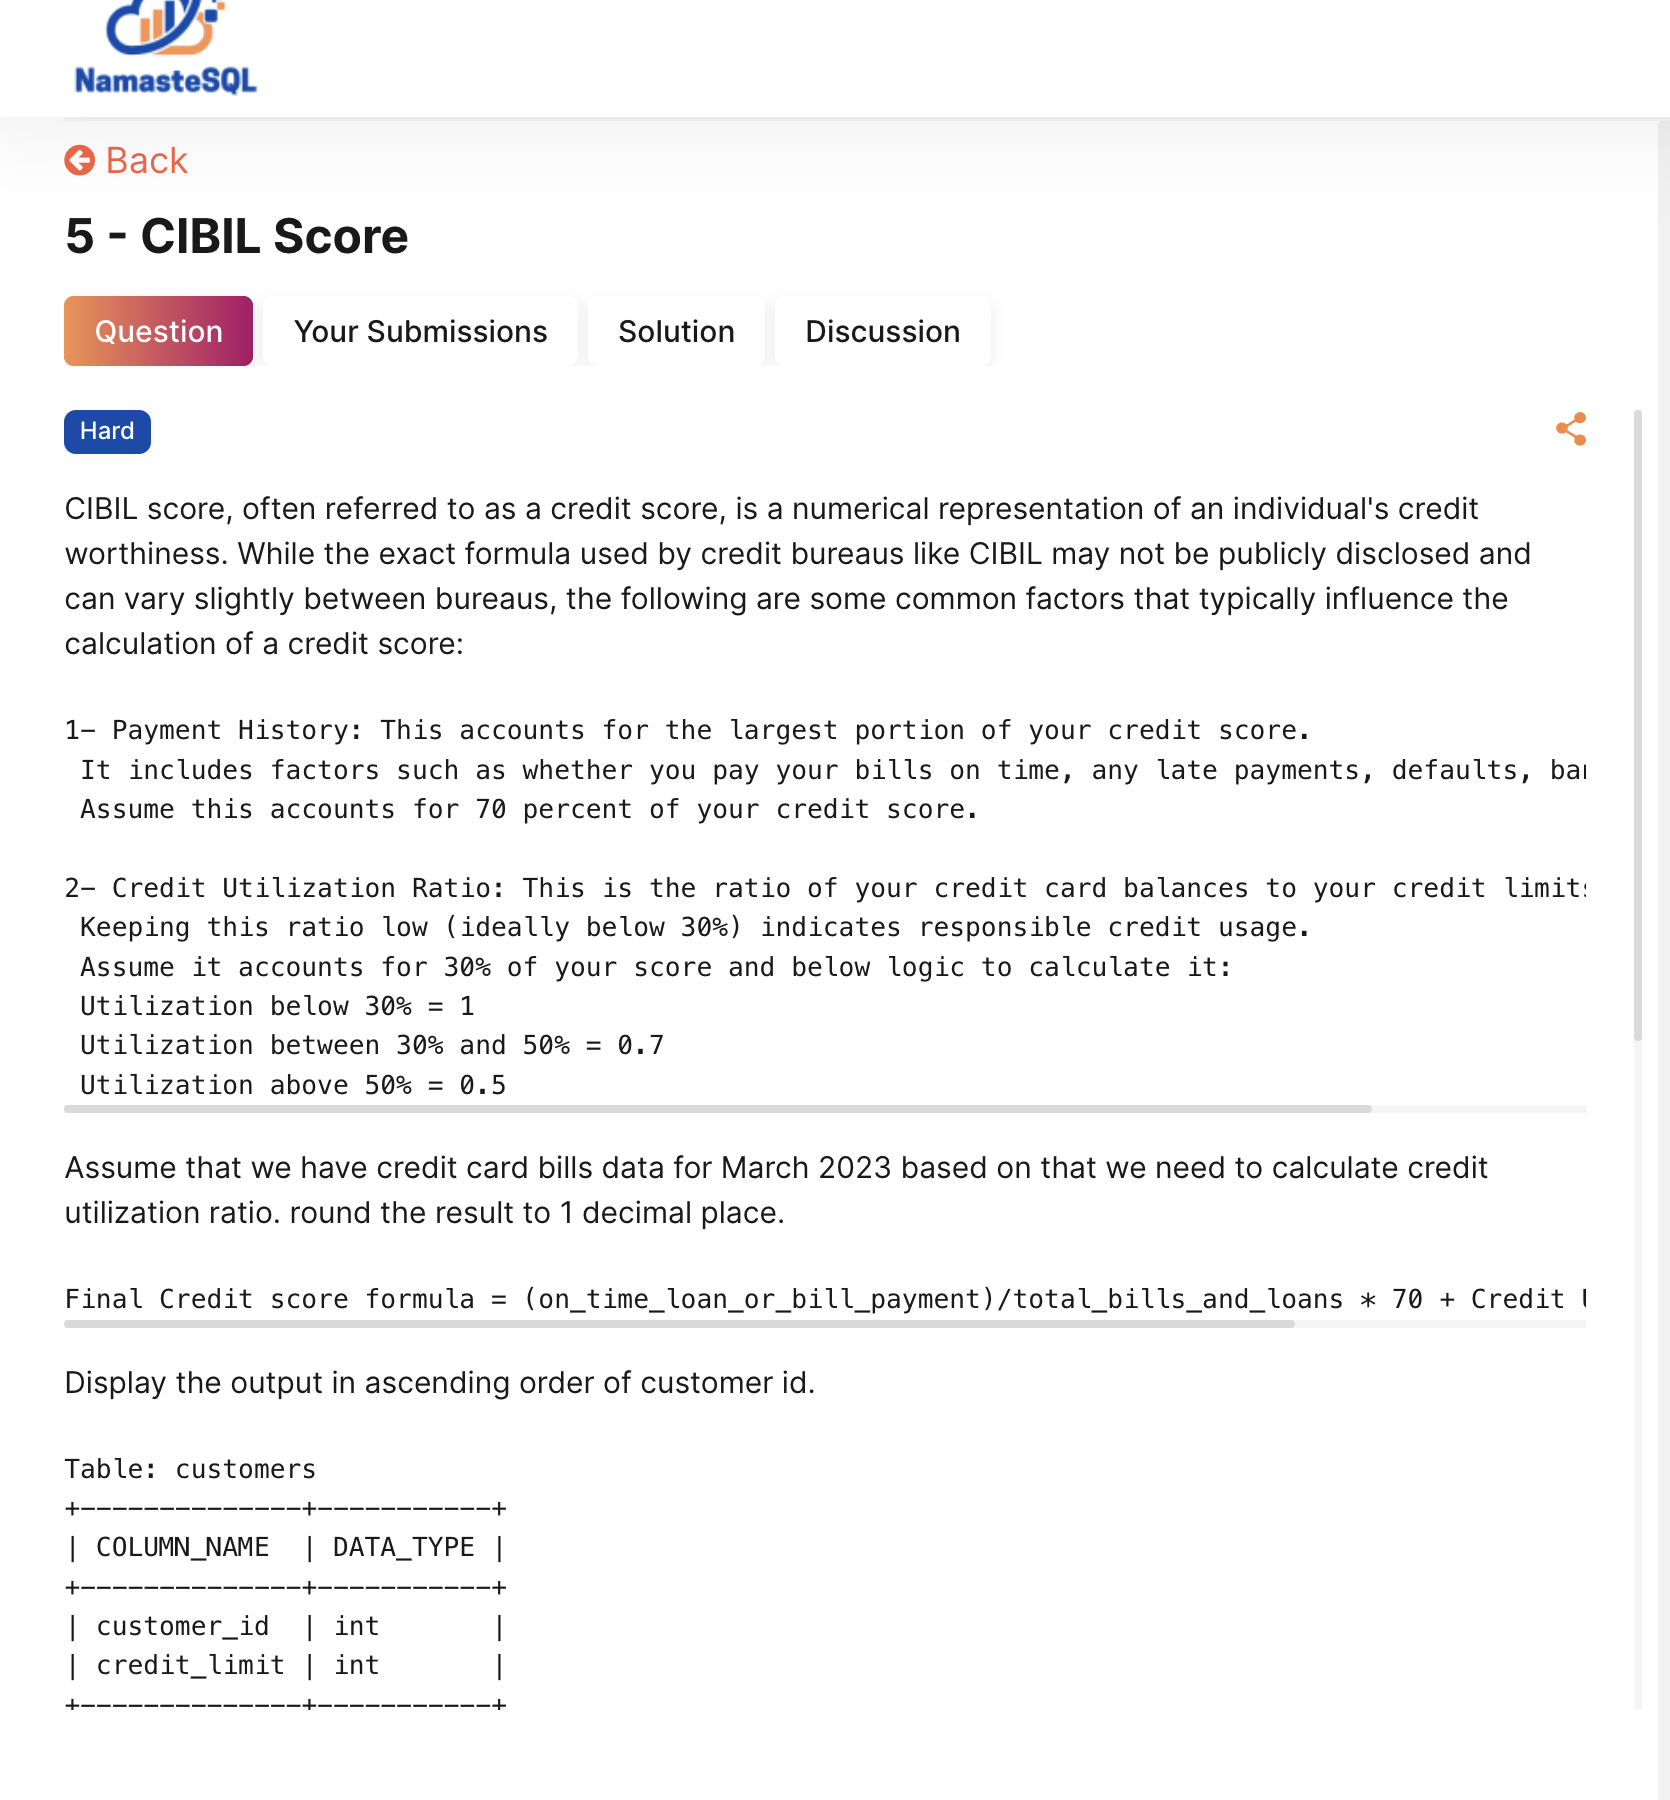 NamasteSQL
Back
5 - CIBIL Score
Question Your Submissions Solution Discussion
Hard
CIBIL score, often referred to as a credit score, is a numerical representation of an individual's credit
worthiness. While the exact formula used by credit bureaus like CIBIL may not be publicly disclosed and
can vary slightly between bureaus, the following are some common factors that typically influence the
calculation of a credit score:
1- Payment History: This accounts for the largest portion of your credit score.
It includes factors such as whether you pay your bills on time, any late payments, defaults,
Assume this accounts for 70 percent of your credit score.
2- Credit Utilization Ratio: This is the ratio of your credit card balances to your credit limits
Keeping this ratio low (ideally below 30%) indicates responsible credit usage.
Assume it accounts for 30% of your score and below logic to calculate it:
Utilization below 30% = 1
Utilization between 30% and 50% = 0.7
Utilization above 50% = 0.5
Assume that we have credit card bills data for March 2023 based on that we need to calculate credit
utilization ratio. round the result to 1 decimal place.
Final Credit score formula = (on_time_loan_or_bill_payment)/total_bills_and_loans * 70 + Credit
Display the output in ascending order of customer id.
Table: customers
+--------------+-----------+
| COLUMN_NAME  | DATA_TYPE |
+--------------+-----------+
| customer_id  | int       |
| credit_limit | int       |
+--------------+-----------+